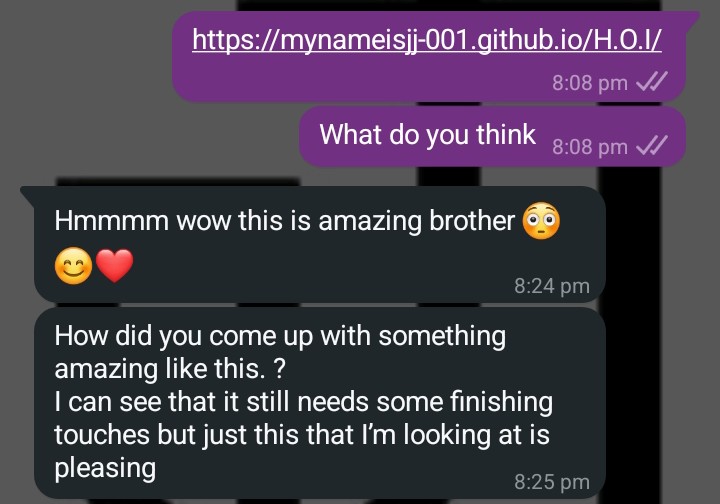 https://mynameisjj-001.github.io/H.O.I/
8:08 pm
What do you think
8:08 pm
Hmmmm wow this is amazing brother 😳
😊❤️
8:24 pm
How did you come up with something
amazing like this. ?
I can see that it still needs some finishing
touches but just this that I'm looking at is
pleasing
8:25 pm